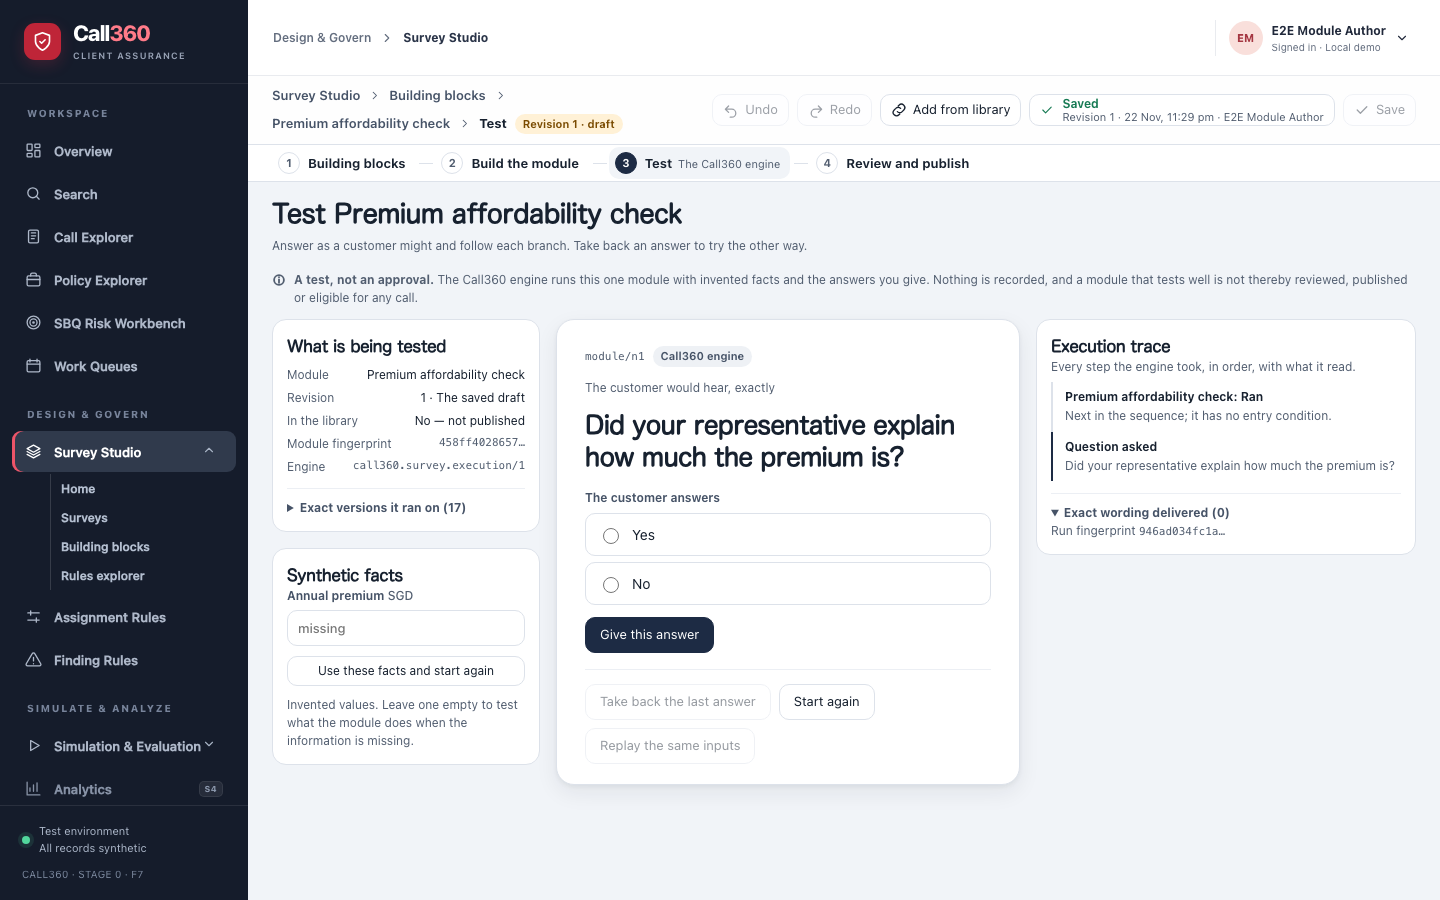 Call360
CLIENT ASSURANCE
WORKSPACE
Overview
Search
Call Explorer
Policy Explorer
SBQ Risk Workbench
Work Queues
DESIGN & GOVERN
Survey Studio
Home
Surveys
Building blocks
Rules explorer
Assignment Rules
Finding Rules
SIMULATE & ANALYZE
Simulation & Evaluation
Analytics S4
Test environment
All records synthetic
CALL360 · STAGE 0 · F7
Design & Govern > Survey Studio
EM
E2E Module Author
Signed in · Local demo
Survey Studio > Building blocks >
Premium affordability check > Test Revision 1 · draft
Undo
Redo
Add from library
Saved
Revision 1 · 22 Nov, 11:29 pm · E2E Module Author
Save
1 Building blocks
2 Build the module
3 Test The Call360 engine
4 Review and publish
Test Premium affordability check
Answer as a customer might and follow each branch. Take back an answer to try the other way.
A test, not an approval. The Call360 engine runs this one module with invented facts and the answers you give. Nothing is recorded, and a module that tests well is not thereby reviewed, published
or eligible for any call.
What is being tested
Module Premium affordability check
Revision 1 · The saved draft
In the library No — not published
Module fingerprint 458ff4028657…
Engine call360.survey.execution/1
Exact versions it ran on (17)
Synthetic facts
Annual premium SGD
missing
Use these facts and start again
Invented values. Leave one empty to test
what the module does when the
information is missing.
module/n1 Call360 engine
The customer would hear, exactly
Did your representative explain
how much the premium is?
The customer answers
Yes
No
Give this answer
Take back the last answer
Start again
Replay the same inputs
Execution trace
Every step the engine took, in order, with what it read.
Premium affordability check: Ran
Next in the sequence; it has no entry condition.
Question asked
Did your representative explain how much the premium is?
Exact wording delivered (0)
Run fingerprint 946ad034fc1a…